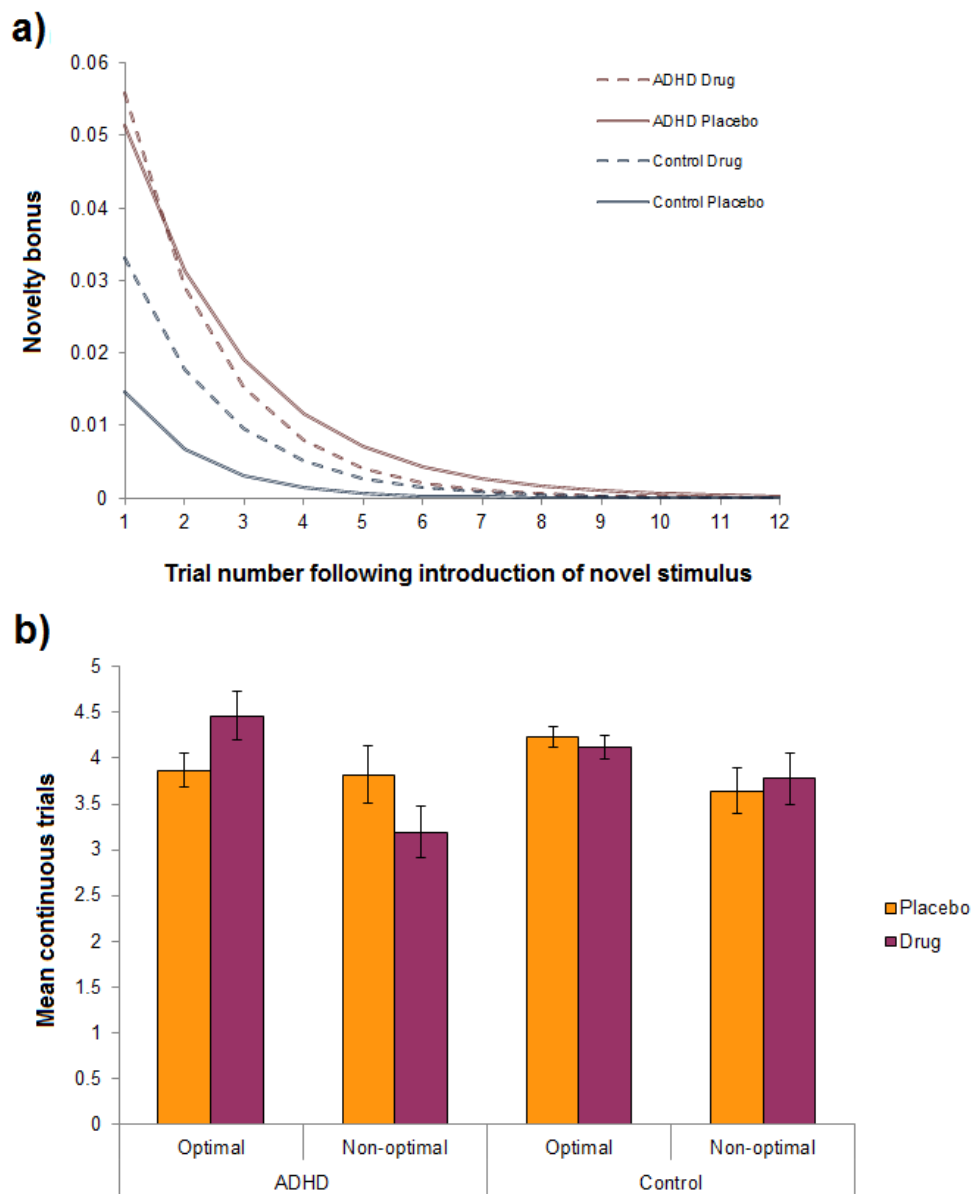 a)
0.06
0.05
0.04
0.03
0.02
0.01
0
Novelty bonus
ADHD Drug
ADHD Placebo
Control Drug
Control Placebo
1 2 3 4 5 6 7 8 9 10 11 12
Trial number following introduction of novel stimulus
b)
5
4.5
4
3.5
3
2.5
2
1.5
1
0.5
0
Mean continuous trials
Placebo
Drug
Optimal Non-optimal Optimal Non-optimal
ADHD Control